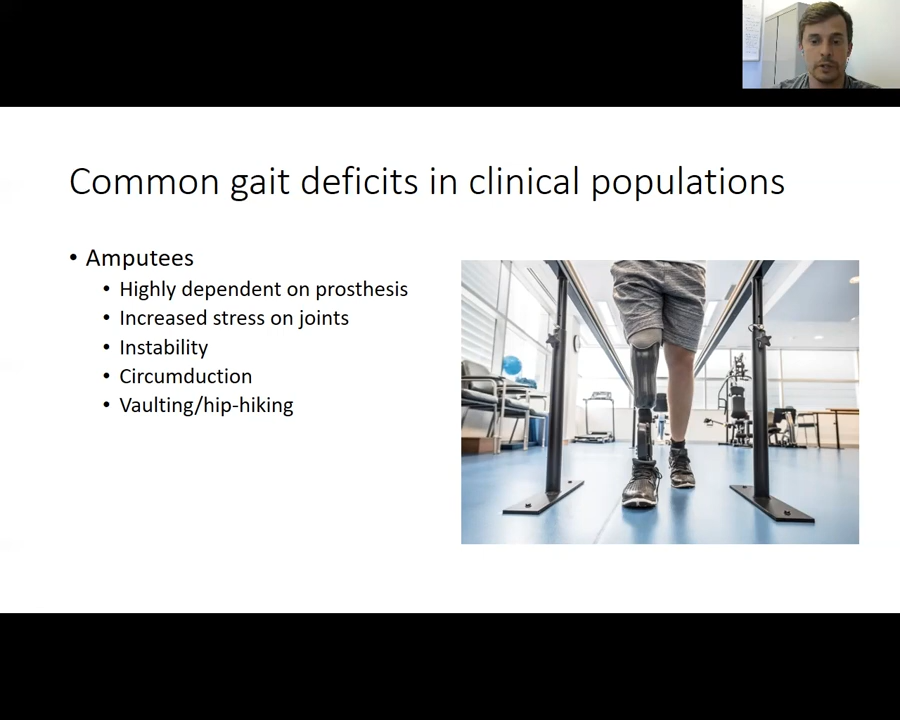 Common gait deficits in clinical populations
• Amputees
• Highly dependent on prosthesis
• Increased stress on joints
• Instability
• Circumduction
• Vaulting/hip-hiking